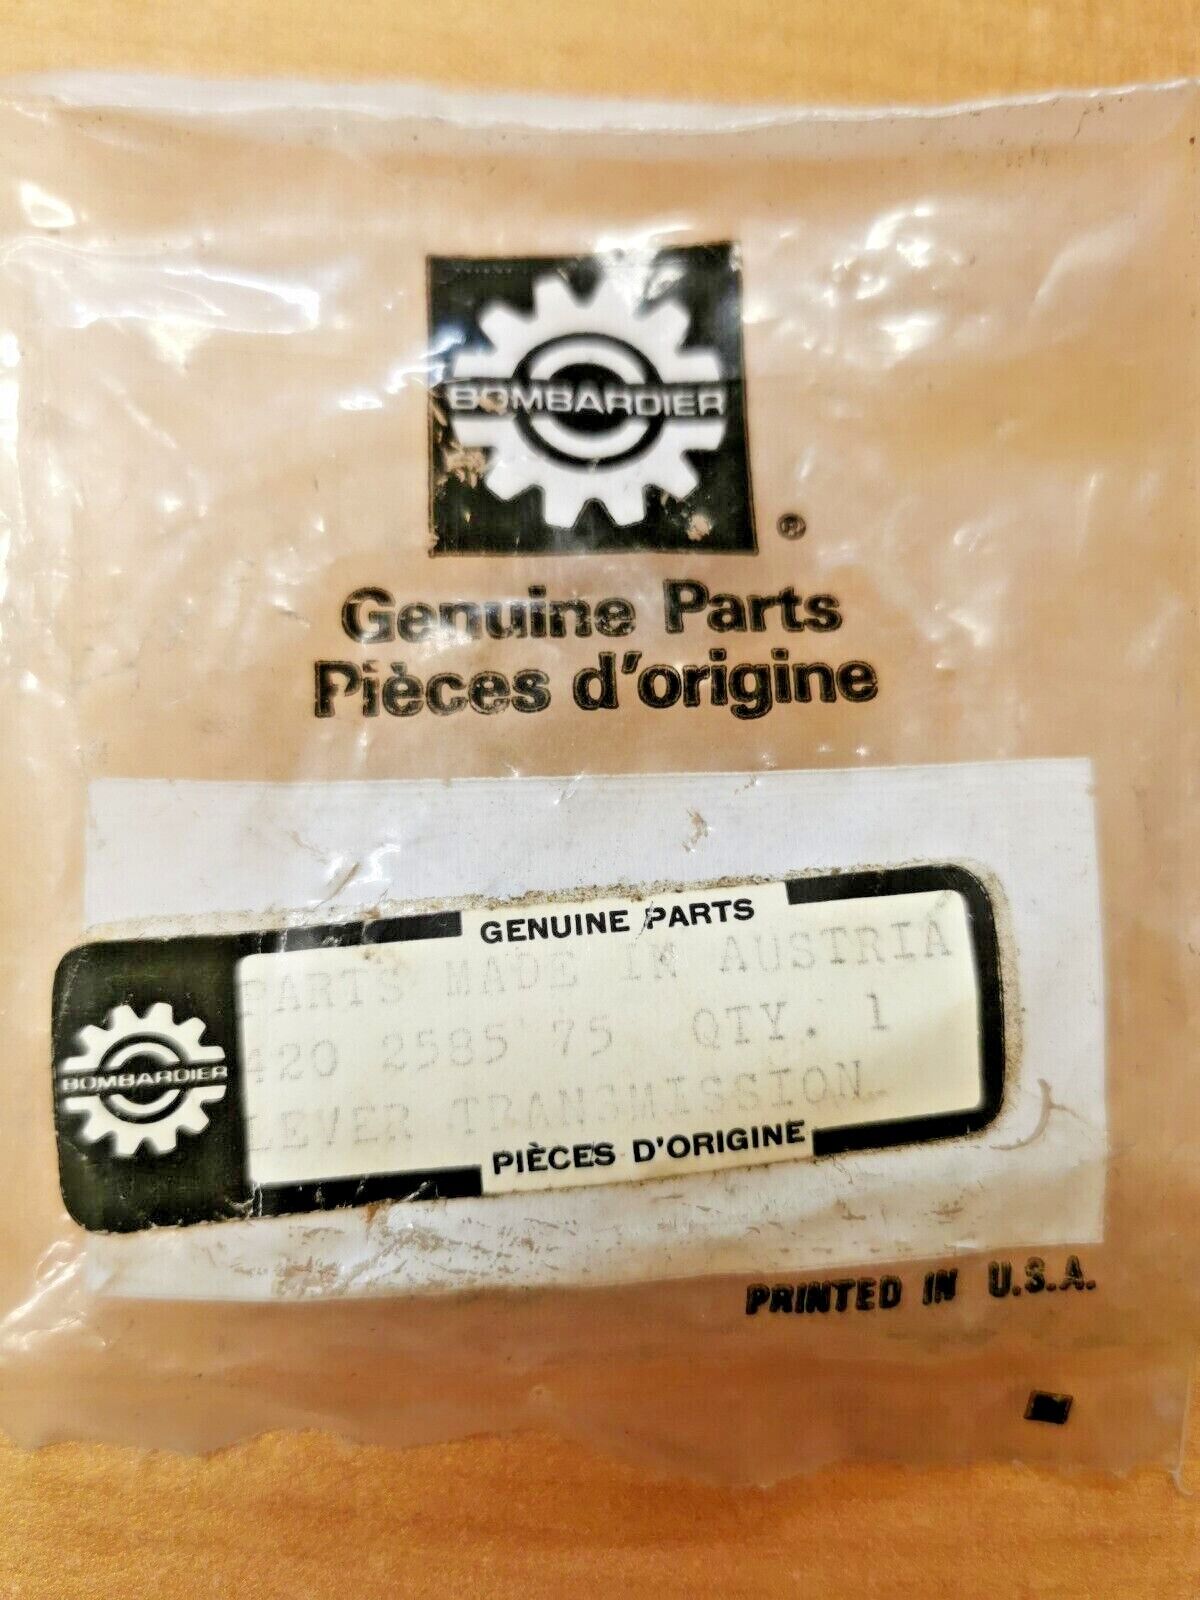 BOMBARDIER
®
Genuine Parts
Pièces d'origine
GENUINE PARTS
PARTS MADE IN AUSTRIA
420 2585 75 QTY. 1
LEVER TRANSMISSION
BOMBARDIER
PIÈCES D'ORIGINE
PRINTED IN U.S.A.